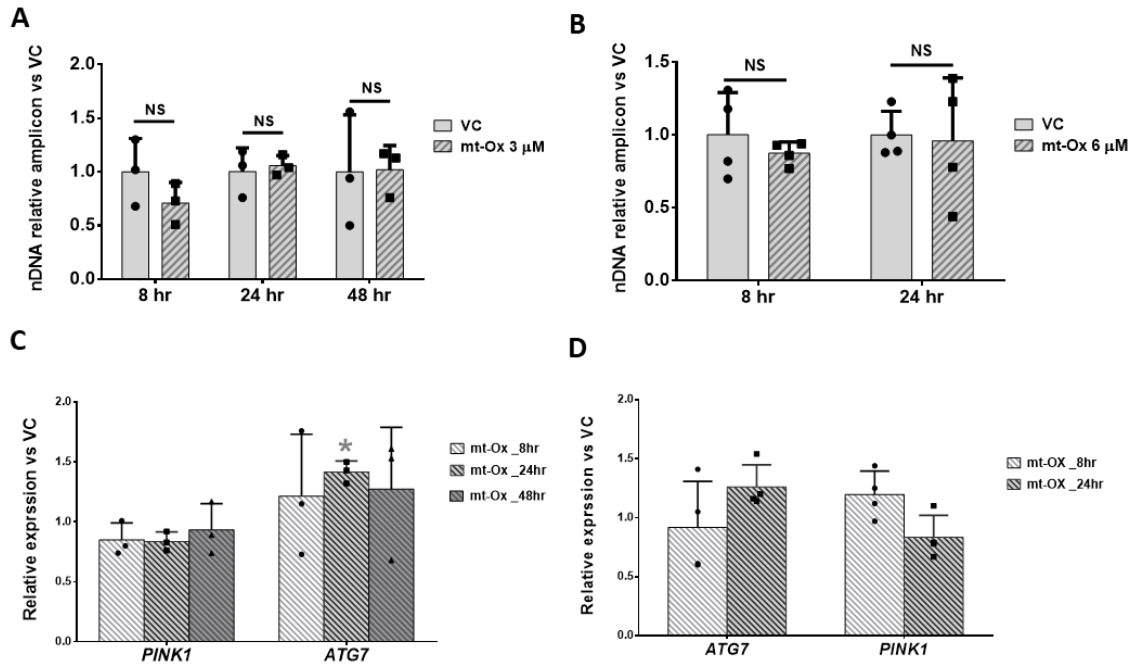 A
nDNA relative amplicon vs VC
2.0
1.5
1.0
0.5
0.0
NS
NS
NS
8 hr
24 hr
48 hr
VC
mt-Ox 3 μM
B
nDNA relative amplicon vs VC
1.5
1.0
0.5
0.0
NS
NS
8 hr
24 hr
VC
mt-Ox 6 μM
C
Relative exprssion vs VC
2.0
1.5
1.0
0.5
0.0
*
PINK1
ATG7
mt-Ox _8hr
mt-Ox _24hr
mt-Ox _48hr
D
Relative exprssion vs VC
2.0
1.5
1.0
0.5
0.0
ATG7
PINK1
mt-OX _8hr
mt-OX _24hr